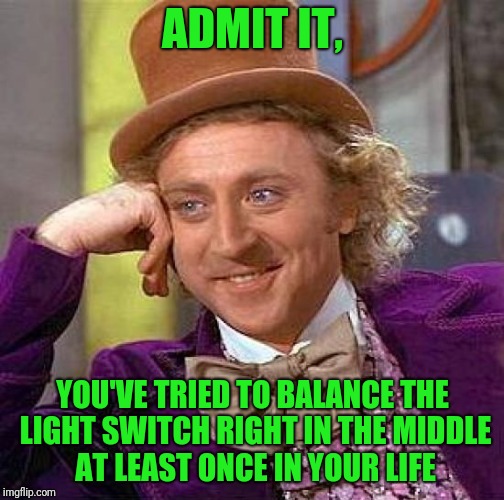 ADMIT IT,
YOU'VE TRIED TO BALANCE THE
LIGHT SWITCH RIGHT IN THE MIDDLE
AT LEAST ONCE IN YOUR LIFE
imgflip.com